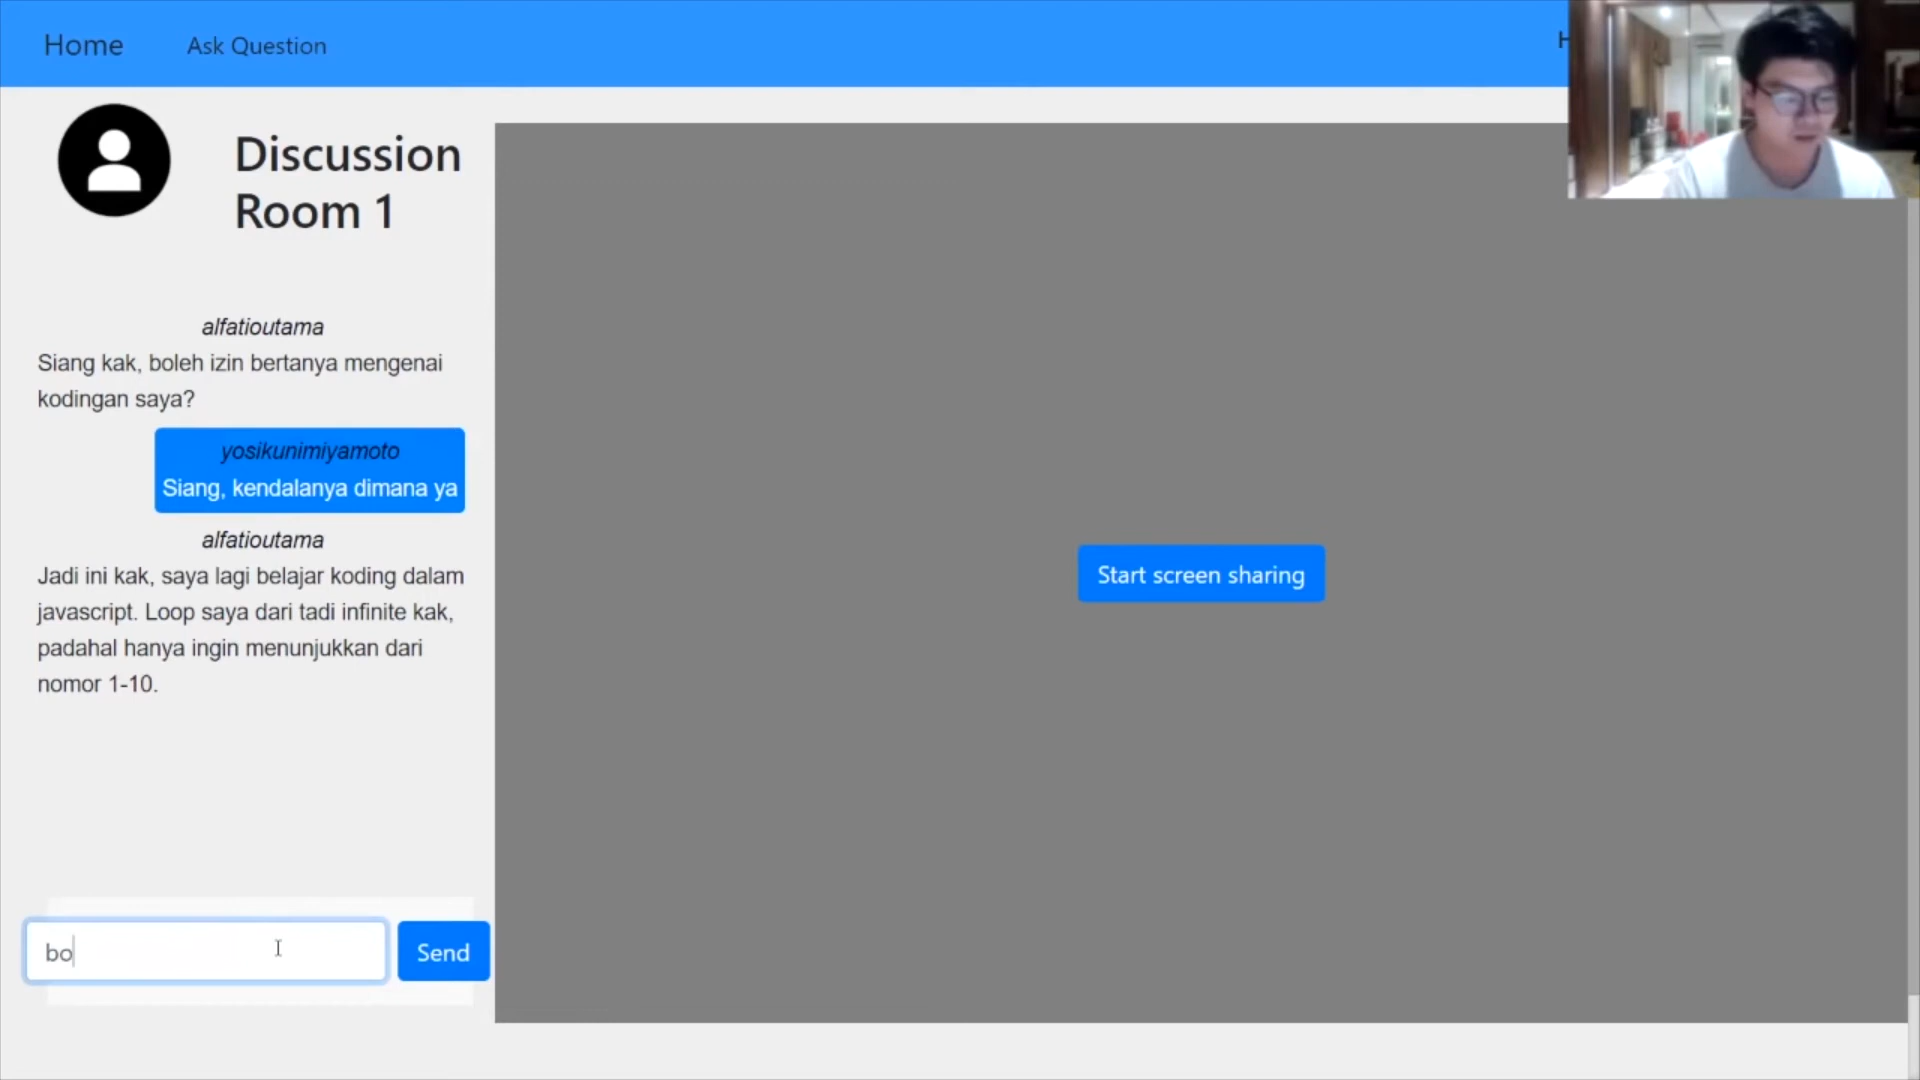 Home
Ask Question
H
Discussion
Room 1
alfatioutama
Siang kak, boleh izin bertanya mengenai
kodingan saya?
yosikunimiyamoto
Siang, kendalanya dimana ya
alfatioutama
Jadi ini kak, saya lagi belajar koding dalam
javascript. Loop saya dari tadi infinite kak,
padahal hanya ingin menunjukkan dari
nomor 1-10.
Start screen sharing
bo
Send